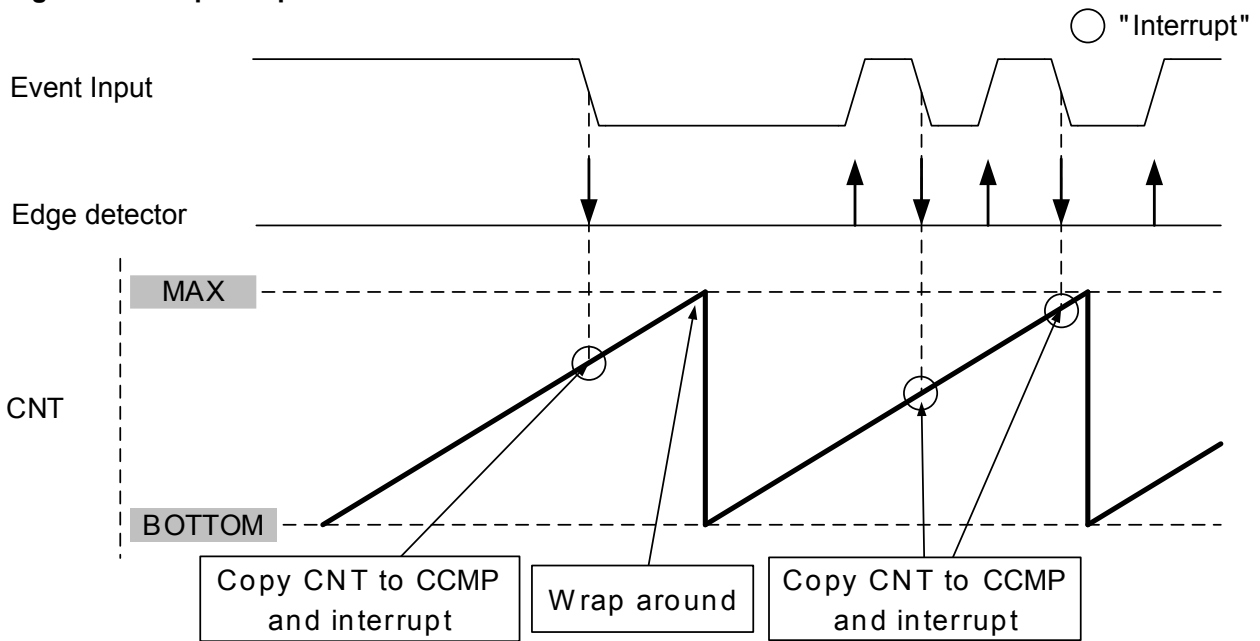 "Interrupt"
Event Input
Edge detector
MAX
CNT
BOTTOM
Copy CNT to CCMP
and interrupt
Wrap around
Copy CNT to CCMP
and interrupt